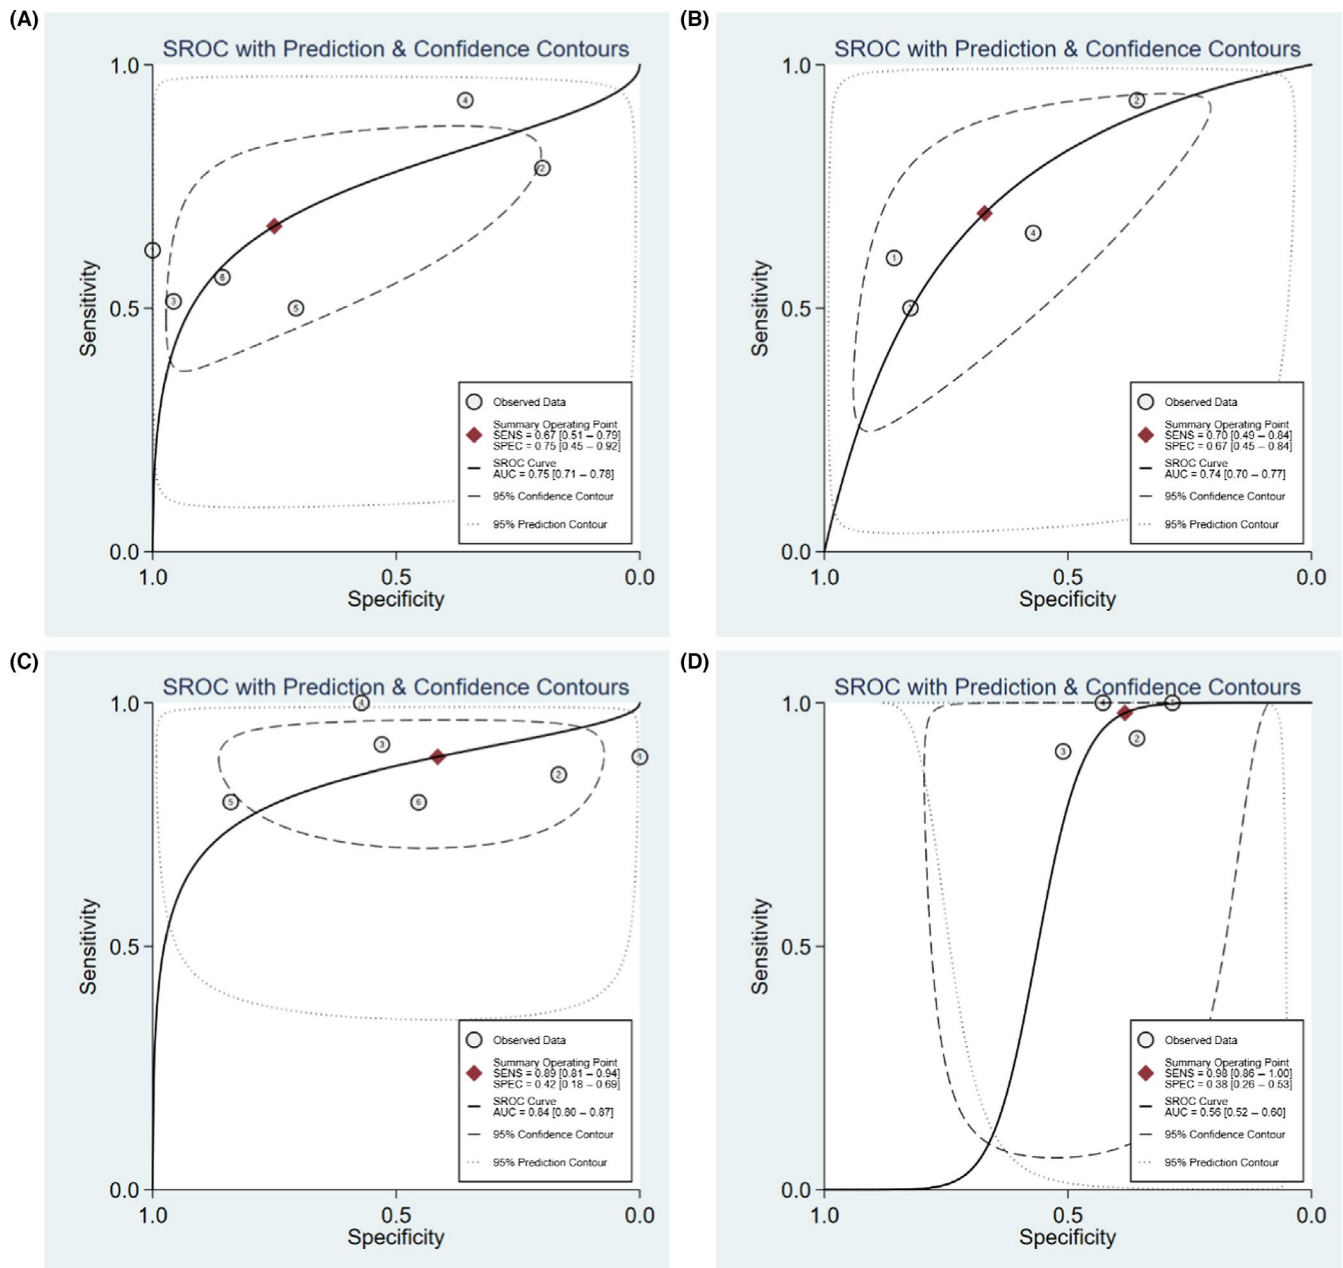 (A)
SROC with Prediction & Confidence Contours
1.0
0.5
0.0
Sensitivity
4
2
1
6
3
5
Observed Data
Summary Operating Point
SENS = 0.67 [0.51 – 0.79]
SPEC = 0.75 [0.45 – 0.92]
SROC Curve
AUC = 0.75 [0.71 – 0.78]
95% Confidence Contour
95% Prediction Contour
1.0 0.5 0.0
Specificity
(B)
SROC with Prediction & Confidence Contours
1.0
0.5
0.0
Sensitivity
2
4
1
Observed Data
Summary Operating Point
SENS = 0.70 [0.49 – 0.84]
SPEC = 0.67 [0.45 – 0.84]
SROC Curve
AUC = 0.74 [0.70 – 0.77]
95% Confidence Contour
95% Prediction Contour
1.0 0.5 0.0
Specificity
(C)
SROC with Prediction & Confidence Contours
1.0
0.5
0.0
Sensitivity
4
3
2
5
6
Observed Data
Summary Operating Point
SENS = 0.89 [0.81 – 0.94]
SPEC = 0.42 [0.18 – 0.69]
SROC Curve
AUC = 0.84 [0.80 – 0.87]
95% Confidence Contour
95% Prediction Contour
1.0 0.5 0.0
Specificity
(D)
SROC with Prediction & Confidence Contours
1.0
0.5
0.0
Sensitivity
4
2
3
Observed Data
Summary Operating Point
SENS = 0.98 [0.86 – 1.00]
SPEC = 0.38 [0.26 – 0.53]
SROC Curve
AUC = 0.56 [0.52 – 0.60]
95% Confidence Contour
95% Prediction Contour
1.0 0.5 0.0
Specificity